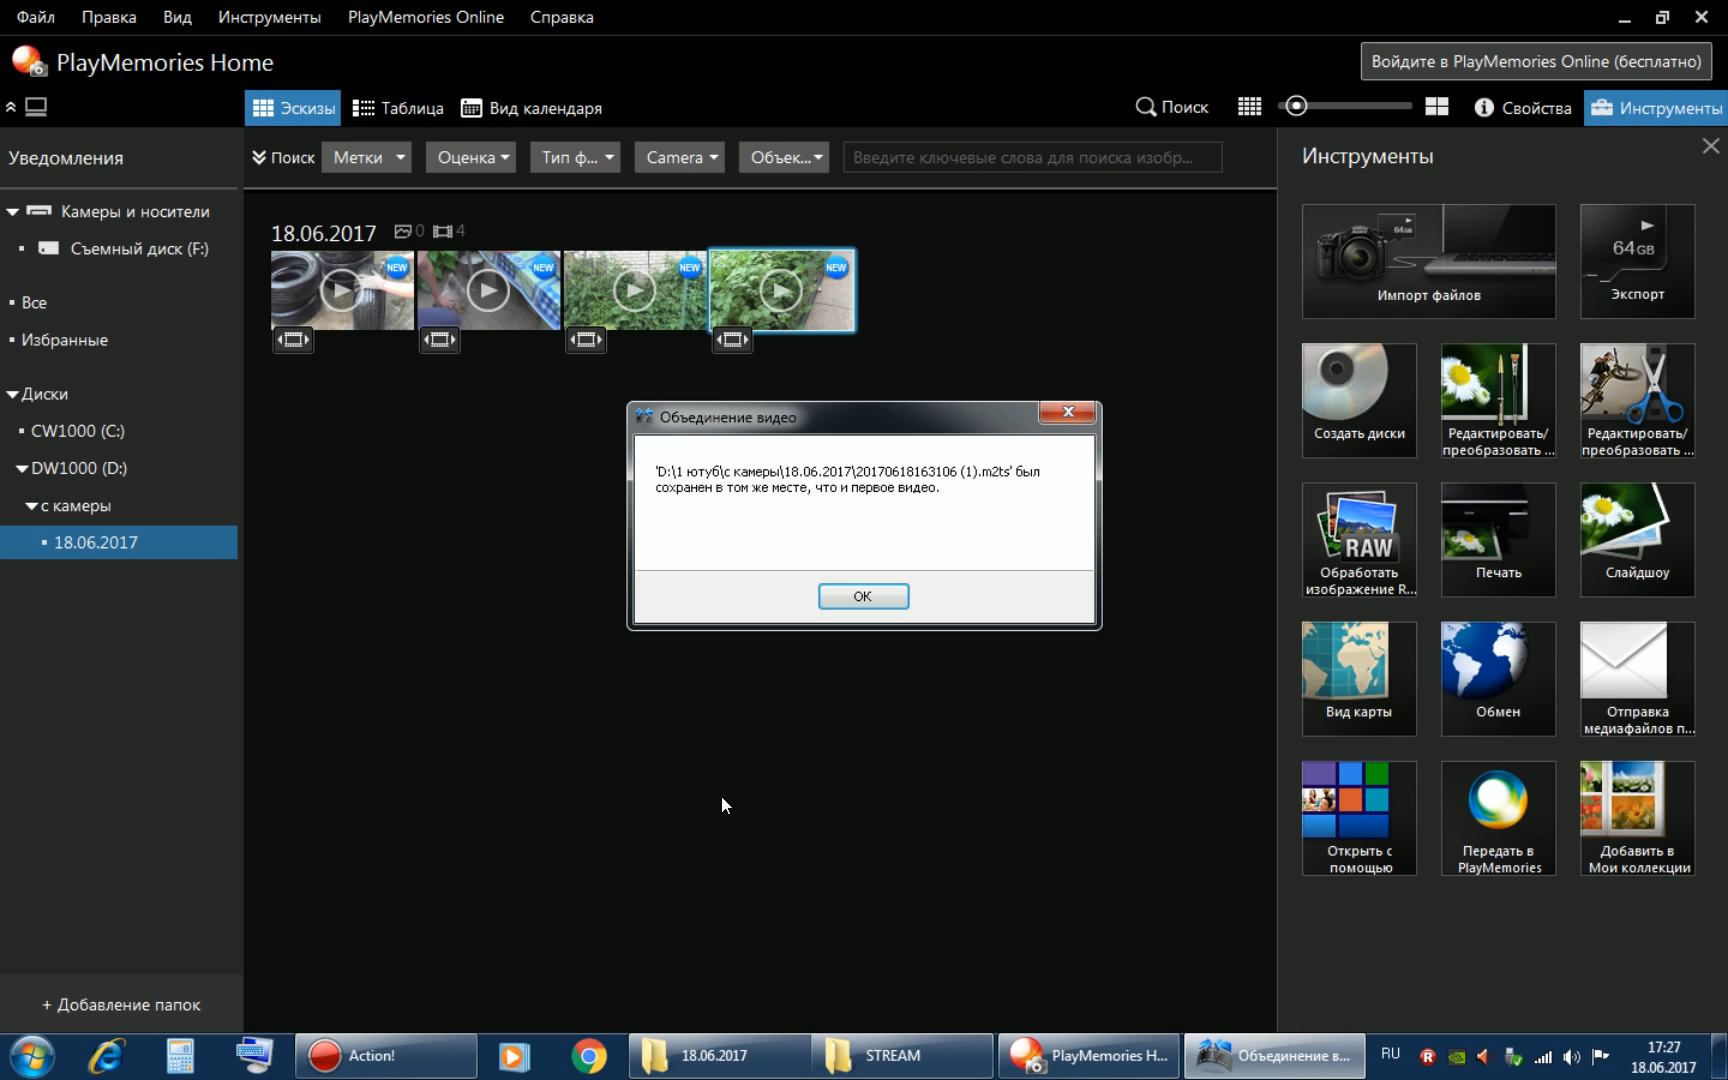 Файл Правка Вид Инструменты PlayMemories Online Справка
PlayMemories Home
Войдите в PlayMemories Online (бесплатно)
Эскизы Таблица Вид календаря Поиск Свойства Инструменты
Уведомления
Поиск Метки Оценка Тип ф... Camera Объек... Введите ключевые слова для поиска изобр...
Инструменты
Камеры и носители
Съемный диск (F:)
Все
Избранные
Диски
CW1000 (C:)
DW1000 (D:)
с камеры
18.06.2017
+ Добавление папок
18.06.2017 0 4
NEW NEW NEW NEW
Объединение видео
'D:\1 ютуб\с камеры\18.06.2017\20170618163106 (1).m2ts' был
сохранен в том же месте, что и первое видео.
OK
64GB
Импорт файлов
64GB
Экспорт
Создать диски
Редактировать/
преобразовать ...
Редактировать/
преобразовать ...
RAW
Обработать
изображение R...
Печать
Слайдшоу
Вид карты
Обмен
Отправка
медиафайлов п...
Открыть с
помощью
Передать в
PlayMemories
Добавить в
Мои коллекции
Action! 18.06.2017 STREAM PlayMemories H... Объединение в... RU
17:27
18.06.2017